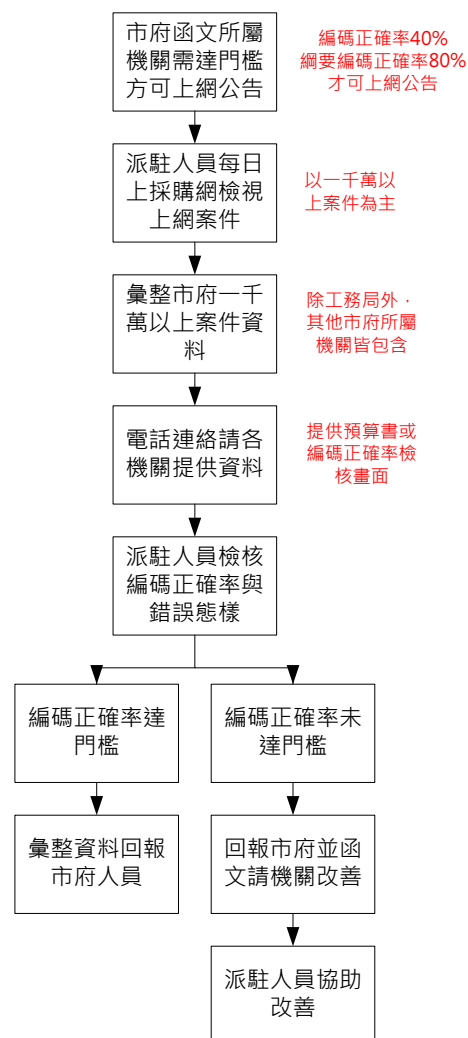 市府函文所屬
機關需達門檻
方可上網公告
編碼正確率40%
綱要編碼正確率80%
才可上網公告
派駐人員每日
上採購網檢視
上網案件
以一千萬以
上案件為主
彙整市府一千
萬以上案件資
料
除工務局外，
其他市府所屬
機關皆包含
電話連絡請各
機關提供資料
提供預算書或
編碼正確率檢
核畫面
派駐人員檢核
編碼正確率與
錯誤態樣
編碼正確率達
門檻
編碼正確率未
達門檻
彙整資料回報
市府人員
回報市府並函
文請機關改善
派駐人員協助
改善